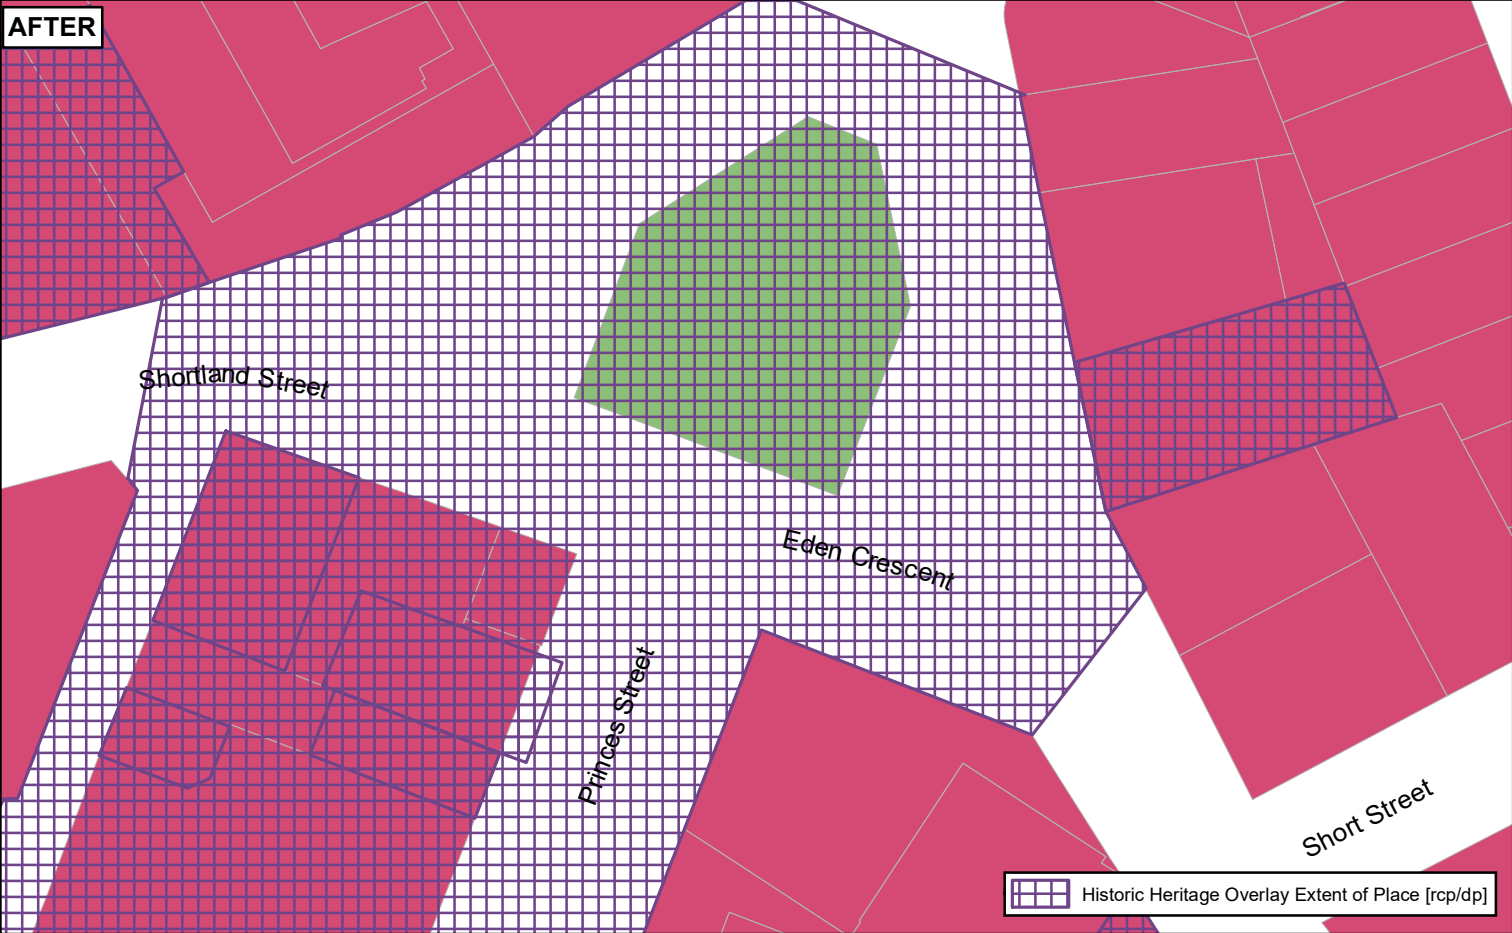 AFTER
Shortland Street
Eden Crescent
Princes Street
Short Street
Historic Heritage Overlay Extent of Place [rcp/dp]